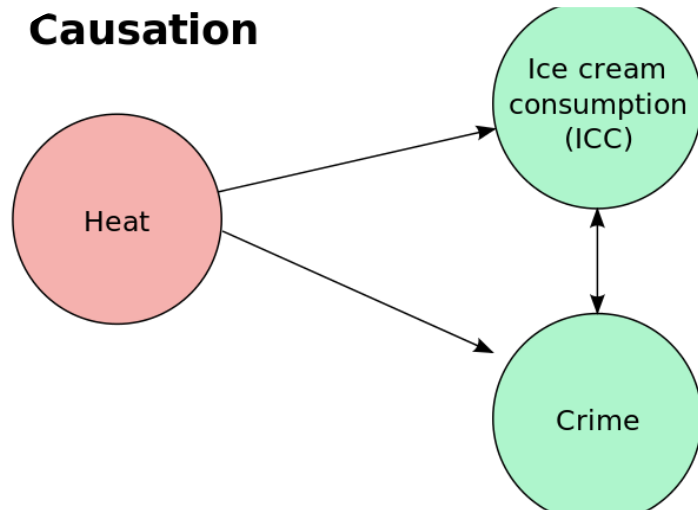 Causation
Ice cream
consumption
(ICC)
Heat
Crime